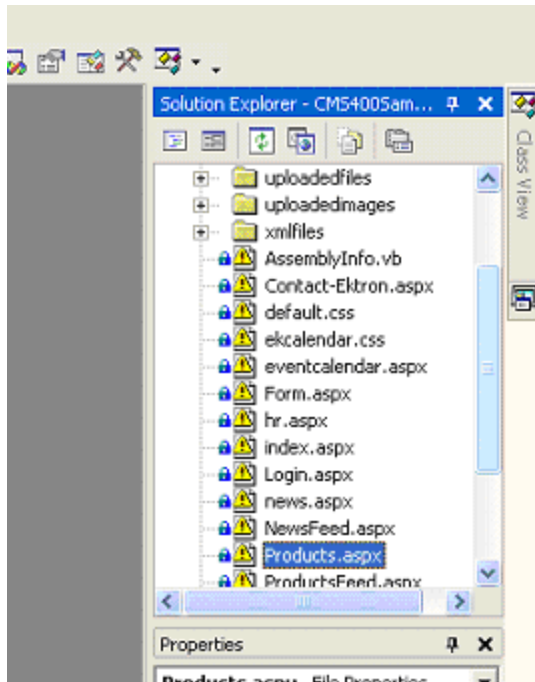 Solution Explorer - CMS400Sam...
Class View
uploadedfiles
uploadedimages
xmlfiles
AssemblyInfo.vb
Contact-Ektron.aspx
default.css
ekcalendar.css
eventcalendar.aspx
Form.aspx
hr.aspx
index.aspx
Login.aspx
news.aspx
NewsFeed.aspx
Products.aspx
ProductsFeed.aspx
Properties
Products.aspx File Properties